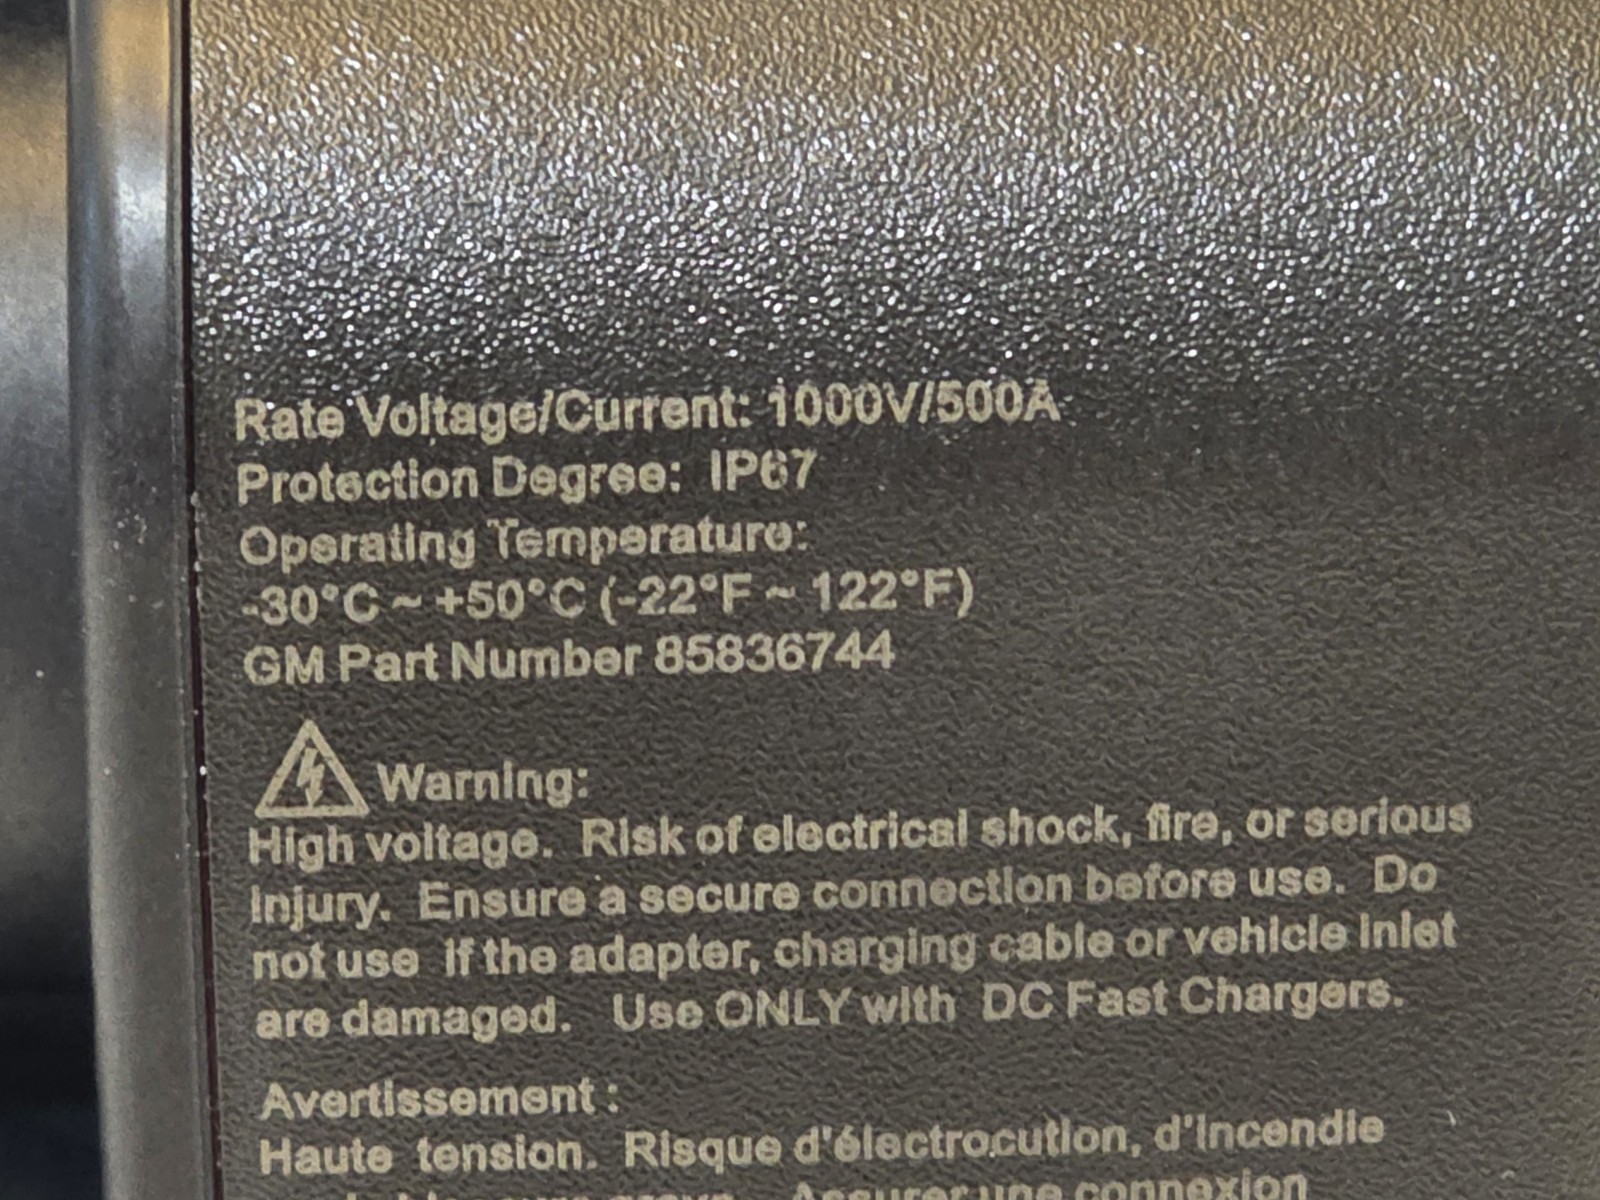 Rate Voltage/Current: 1000V/500A
Protection Degree: IP67
Operating Temperature:
-30°C ~ +50°C (-22°F ~ 122°F)
GM Part Number 85836744
Warning:
High voltage. Risk of electrical shock, fire, or serious
injury. Ensure a secure connection before use. Do
not use if the adapter, charging cable or vehicle inlet
are damaged. Use ONLY with DC Fast Chargers.
Avertissement :
Haute tension. Risque d'électrocution, d'incendie
Assurer une connexion